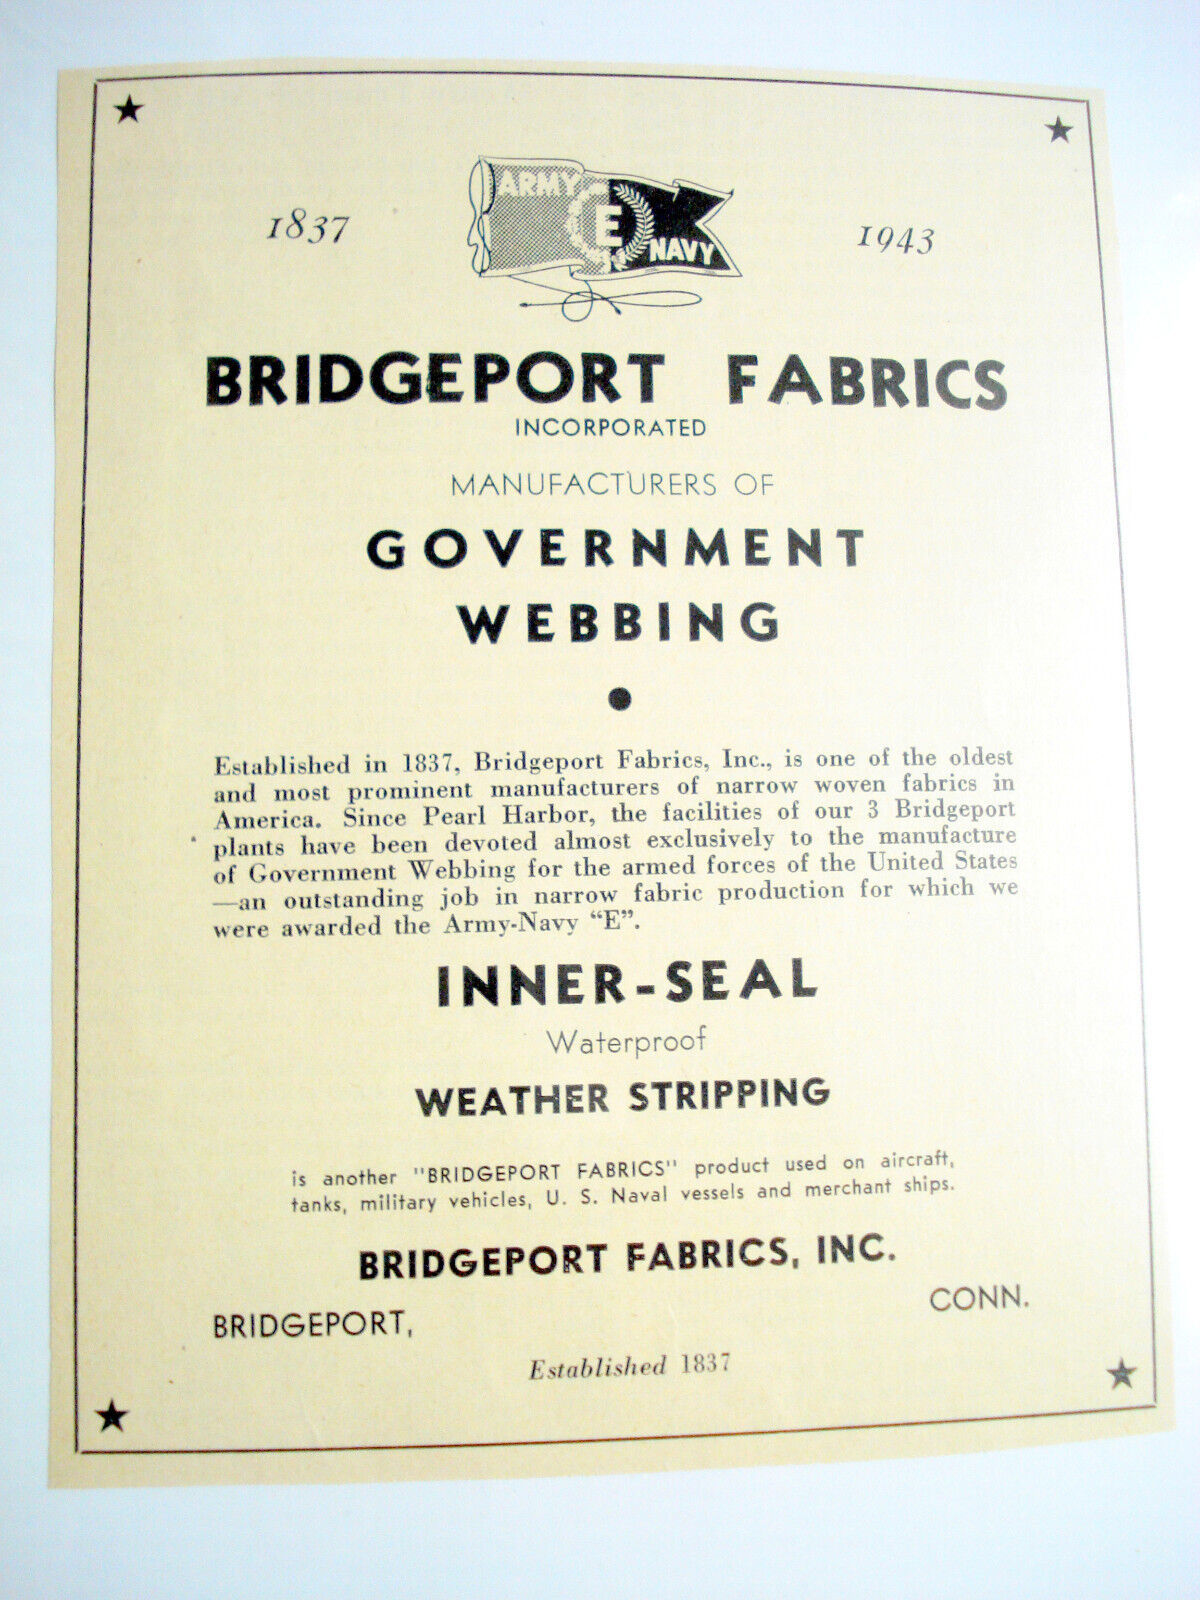 ARMY
E
NAVY
1837
1943
BRIDGEPORT FABRICS
INCORPORATED
MANUFACTURERS OF
GOVERNMENT
WEBBING
Established in 1837, Bridgeport Fabrics, Inc., is one of the oldest
and most prominent manufacturers of narrow woven fabrics in
America. Since Pearl Harbor, the facilities of our 3 Bridgeport
plants have been devoted almost exclusively to the manufacture
of Government Webbing for the armed forces of the United States
—an outstanding job in narrow fabric production for which we
were awarded the Army-Navy “E”.
INNER-SEAL
Waterproof
WEATHER STRIPPING
is another "BRIDGEPORT FABRICS" product used on aircraft,
tanks, military vehicles, U. S. Naval vessels and merchant ships.
BRIDGEPORT FABRICS, INC.
BRIDGEPORT, CONN.
Established 1837